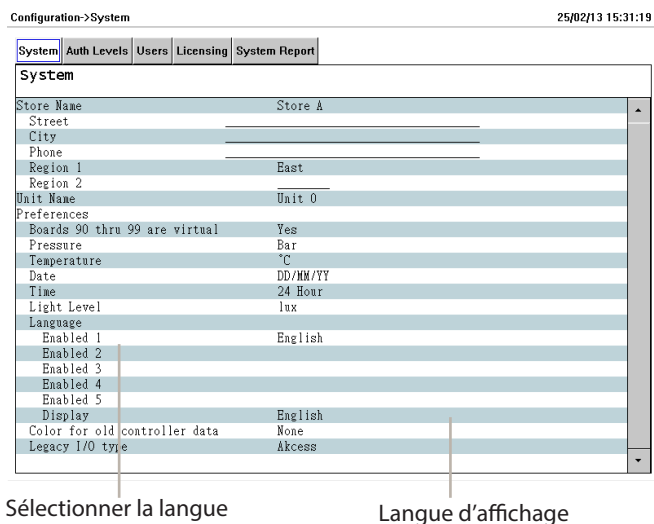 Configuration->System 25/02/13 15:31:19
System Auth Levels Users Licensing System Report
System
Store Name Store A
Street
City
Phone
Region 1 East
Region 2
Unit Name Unit 0
Preferences
Boards 90 thru 99 are virtual Yes
Pressure Bar
Temperature °C
Date DD/MM/YY
Time 24 Hour
Light Level lux
Language
Enabled 1 English
Enabled 2
Enabled 3
Enabled 4
Enabled 5
Display English
Color for old controller data None
Legacy I/O type Akcess
Sélectionner la langue Langue d’affichage